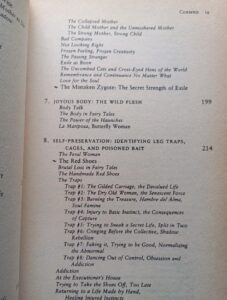 CONTENTS ix
The Collapsed Mother
The Child Mother and the Unmothered Mother
The Strong Mother, Strong Child
Bad Company
Not Looking Right
Frozen Feeling, Frozen Creativity
The Passing Stranger
Exile as Boon
The Uncombed Cats and Cross-Eyed Hens of the World
Remembrance and Continuance No Matter What
Love for the Soul
The Mistaken Zygote: The Secret Strength of Exile
7. JOYOUS BODY: THE WILD FLESH 199
Body Talk
The Body in Fairy Tales
The Power of the Haunches
La Mariposa, Butterfly Woman
8. SELF-PRESERVATION: IDENTIFYING LEG TRAPS,
CAGES, AND POISONED BAIT 214
The Feral Woman
The Red Shoes
Brutal Loss in Fairy Tales
The Handmade Red Shoes
The Traps
Trap #1: The Gilded Carriage, the Devalued Life
Trap #2: The Dry Old Woman, the Senescent Force
Trap #3: Burning the Treasure, Hambre del Alma,
Soul Famine
Trap #4: Injury to Basic Instinct, the Consequences
of Capture
Trap #5: Trying to Sneak a Secret Life, Split in Two
Trap #6: Cringing Before the Collective, Shadow
Rebellion
Trap #7: Faking it, Trying to be Good, Normalizing
the Abnormal
Trap #8: Dancing Out of Control, Obsession and
Addiction
Addiction
At the Executioner's House
Trying to Take the Shoes Off, Too Late
Returning to a Life Made by Hand,
Healing Injured Instincts